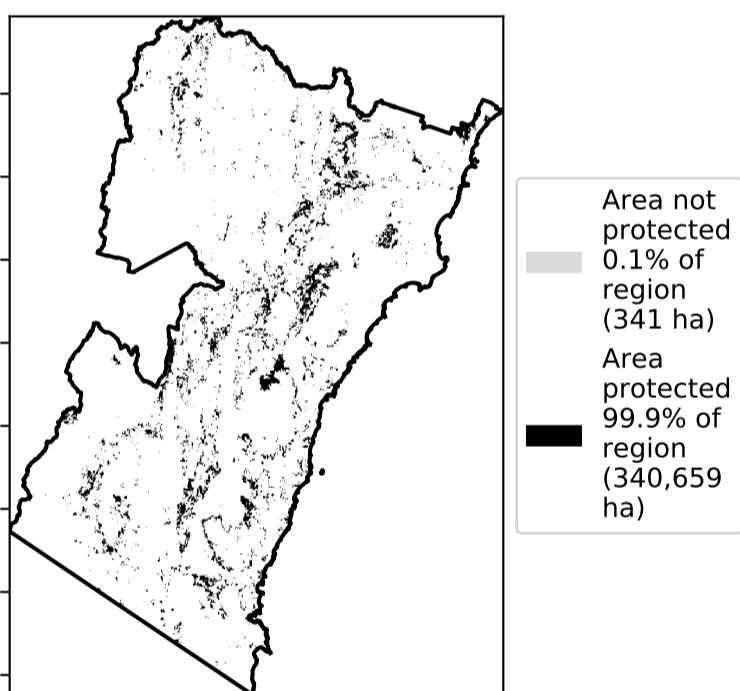 Area not
protected
0.1% of
region
(341 ha)
Area
protected
99.9% of
region
(340,659
ha)